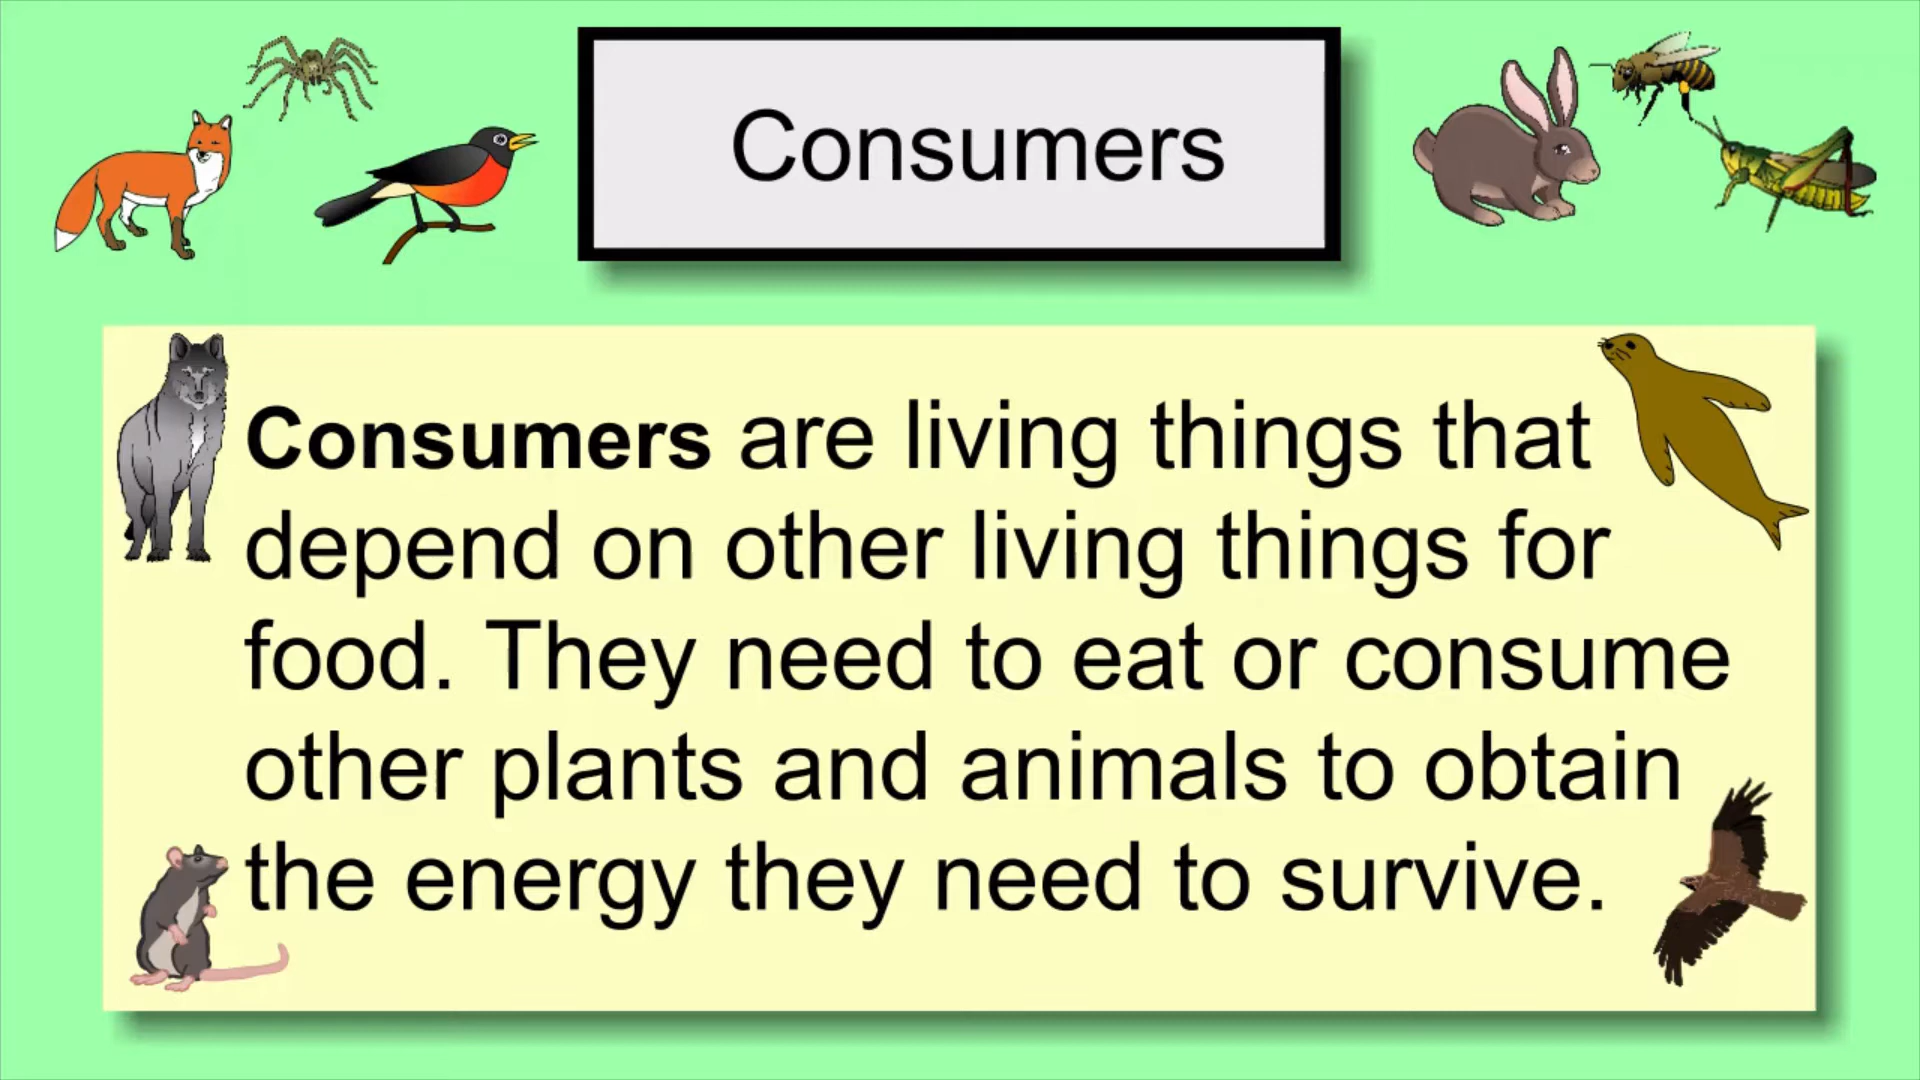 Consumers
Consumers are living things that
depend on other living things for
food. They need to eat or consume
other plants and animals to obtain
the energy they need to survive.